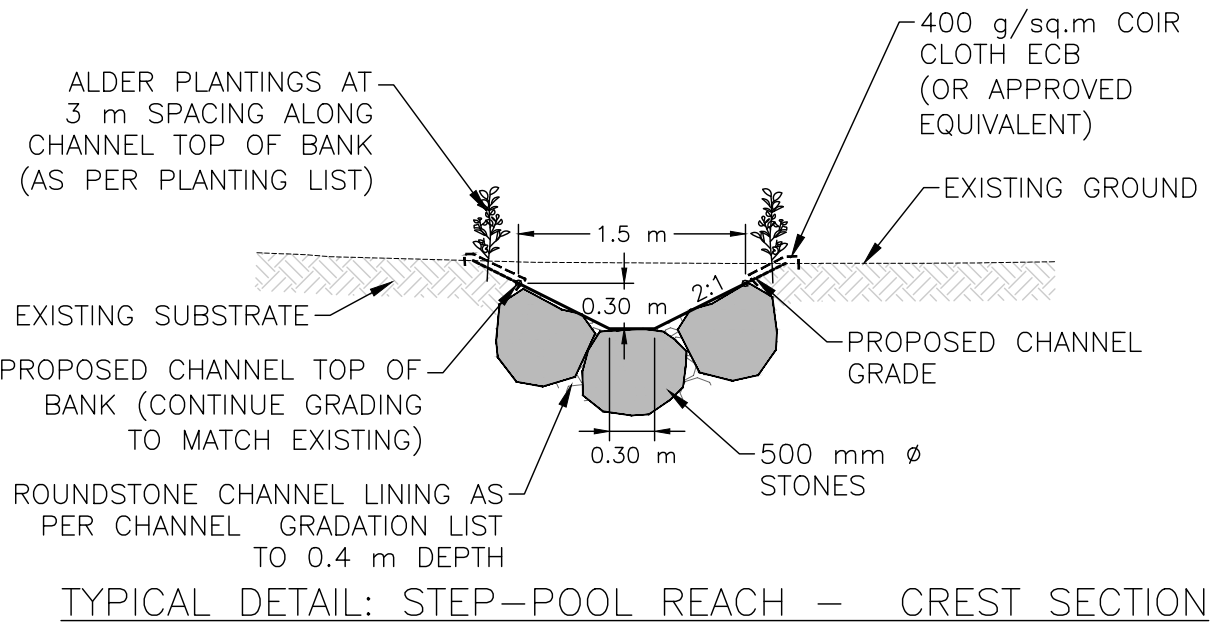 400 g/sq.m COIR
CLOTH ECB
(OR APPROVED
EQUIVALENT)
ALDER PLANTINGS AT
3 m SPACING ALONG
CHANNEL TOP OF BANK
(AS PER PLANTING LIST)
EXISTING GROUND
1.5 m
2:1
0.30 m
EXISTING SUBSTRATE
PROPOSED CHANNEL
GRADE
PROPOSED CHANNEL TOP OF
BANK (CONTINUE GRADING
TO MATCH EXISTING)
0.30 m
500 mm Ø
STONES
ROUNDSTONE CHANNEL LINING AS
PER CHANNEL GRADATION LIST
TO 0.4 m DEPTH
TYPICAL DETAIL: STEP-POOL REACH - CREST SECTION